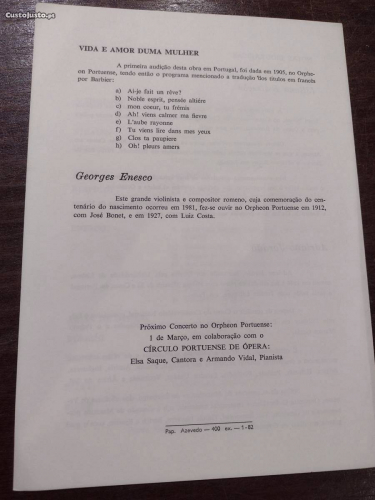 CustoJusto.pt
VIDA E AMOR DUMA MULHER
A primeira audição desta obra em Portugal, foi dada em 1905, no Orphe-
on Portuense, tendo então o programa mencionado a tradução dos títulos em francês
por Barbier:
a) Ai-je fait un rêve?
b) Noble esprit, pensée altière
c) mon coeur, tu frémis
d) Ah! viens calmer ma fievre
e) L'aube rayonne
f) Tu viens lire dans mes yeux
g) Clos ta paupiere
h) Oh! pleurs amers
Georges Enesco
Este grande violinista e compositor romeno, cuja comemoração do cen-
tenário do nascimento ocorreu em 1981, fez-se ouvir no Orpheon Portuense em 1912,
com José Bonet, e em 1927, com Luiz Costa.
Próximo Concerto no Orpheon Portuense:
1 de Março, em colaboração com o
CÍRCULO PORTUENSE DE ÓPERA:
Elsa Saque, Cantora e Armando Vidal, Pianista
Pap. Azevedo — 400 ex. — 1-82